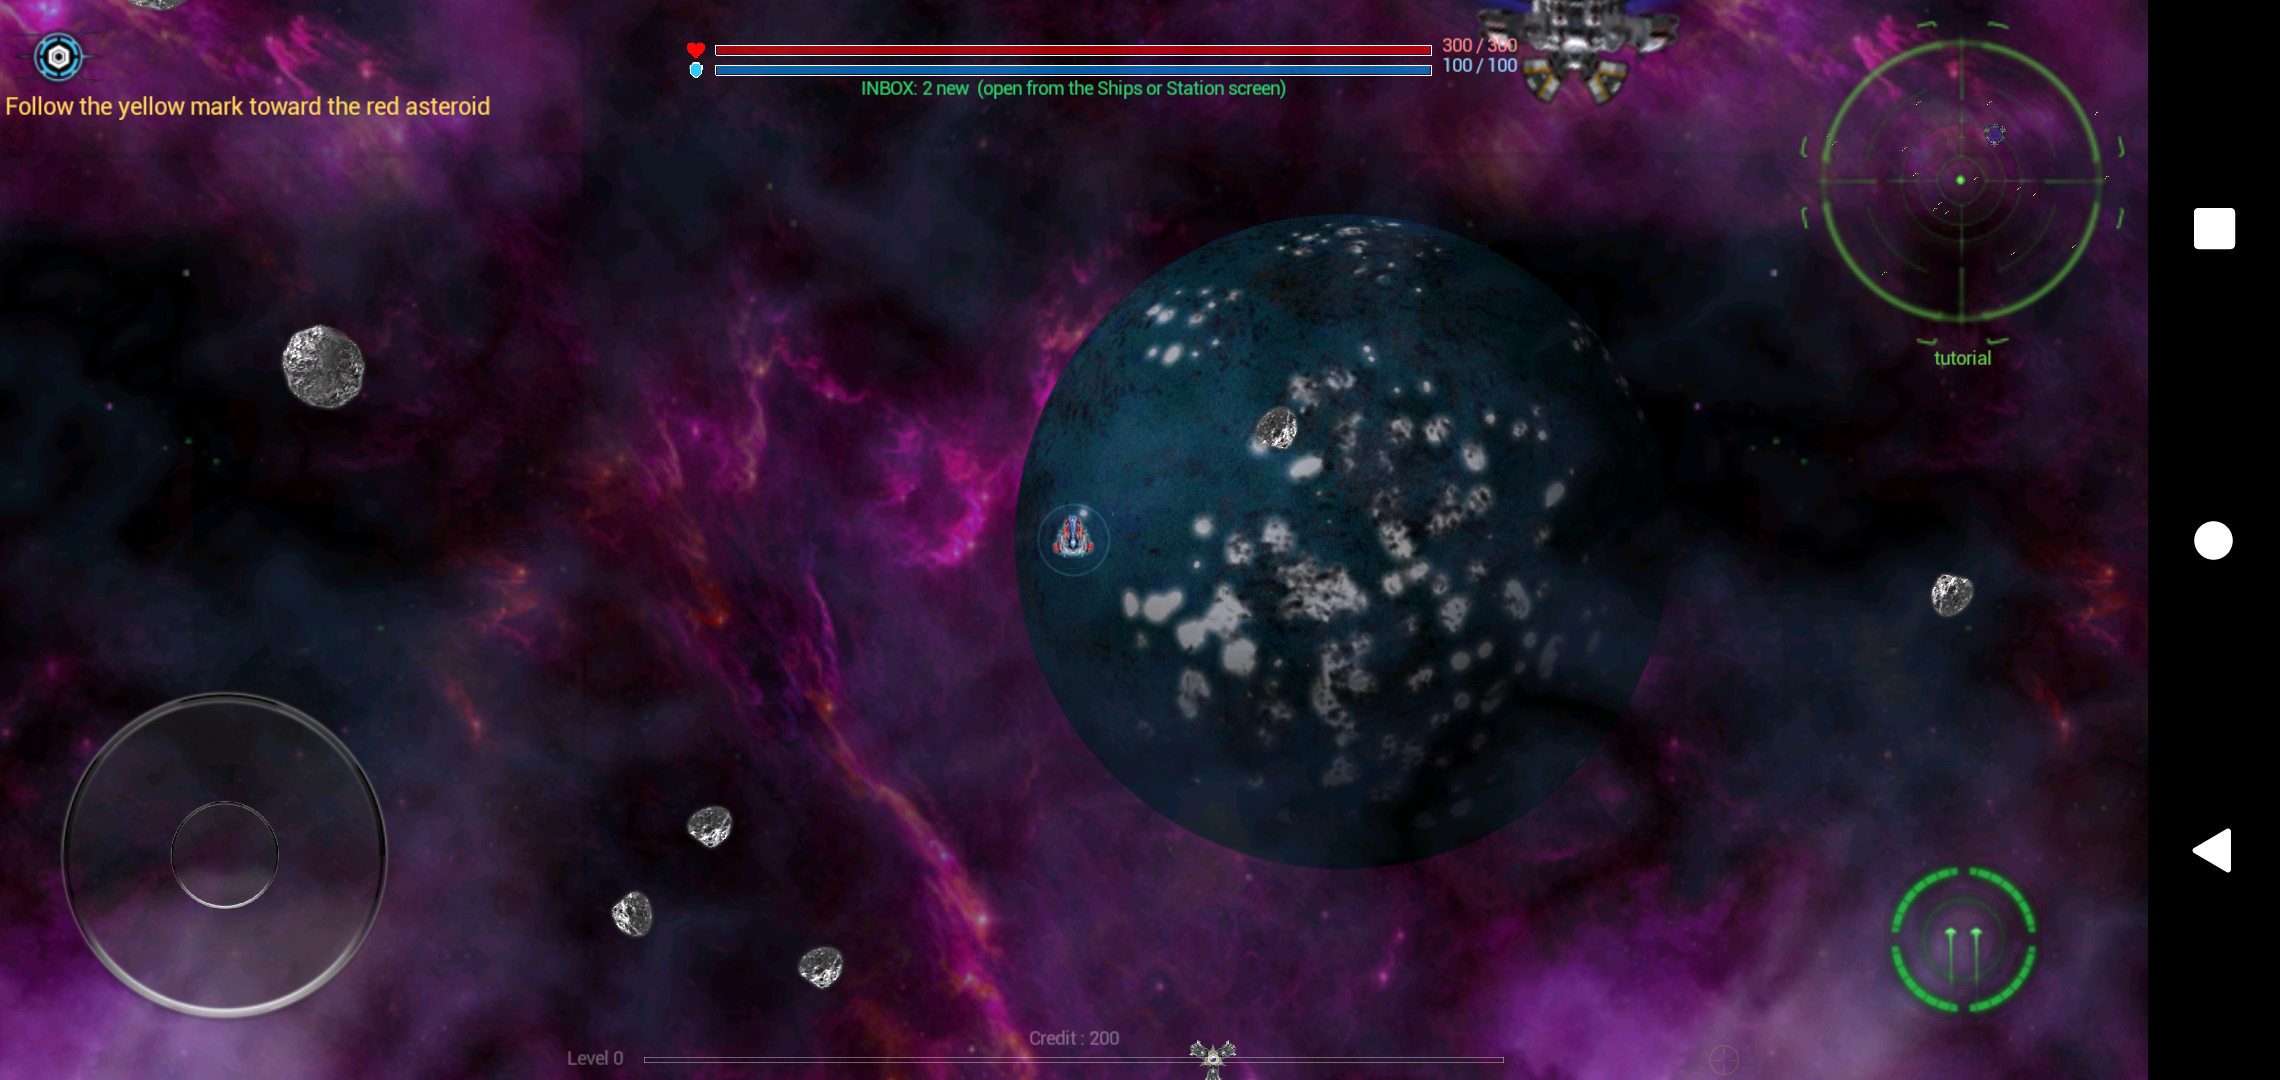 300 / 300
100 / 100
INBOX: 2 new (open from the Ships or Station screen)
Follow the yellow mark toward the red asteroid
tutorial
Credit : 200
Level 0